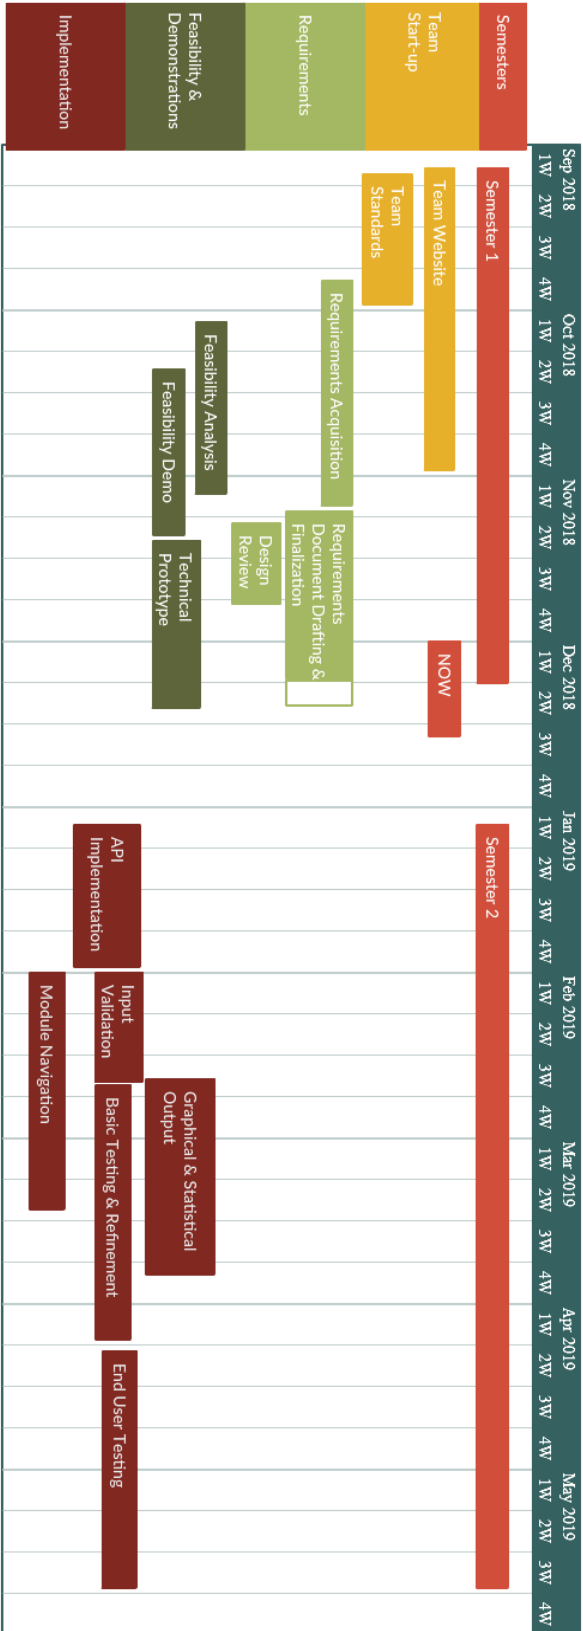 Sep 2018
Oct 2018
Nov 2018
Dec 2018
Jan 2019
Feb 2019
Mar 2019
Apr 2019
May 2019
1W 2W 3W 4W 1W 2W 3W 4W 1W 2W 3W 4W 1W 2W 3W 4W 1W 2W 3W 4W 1W 2W 3W 4W 1W 2W 3W 4W 1W 2W 3W 4W 1W 2W 3W 4W
Semesters
Semester 1
Semester 2
Team
Start-up
Team Website
NOW
Team
Standards
Requirements
Requirements Acquisition
Requirements
Document Drafting &
Finalization
Design
Review
Feasibility &
Demonstrations
Feasibility Analysis
Feasibility Demo
Technical
Prototype
Implementation
Graphical & Statistical
Output
API
Implementation
Input
Validation
Basic Testing & Refinement
End User Testing
Module Navigation